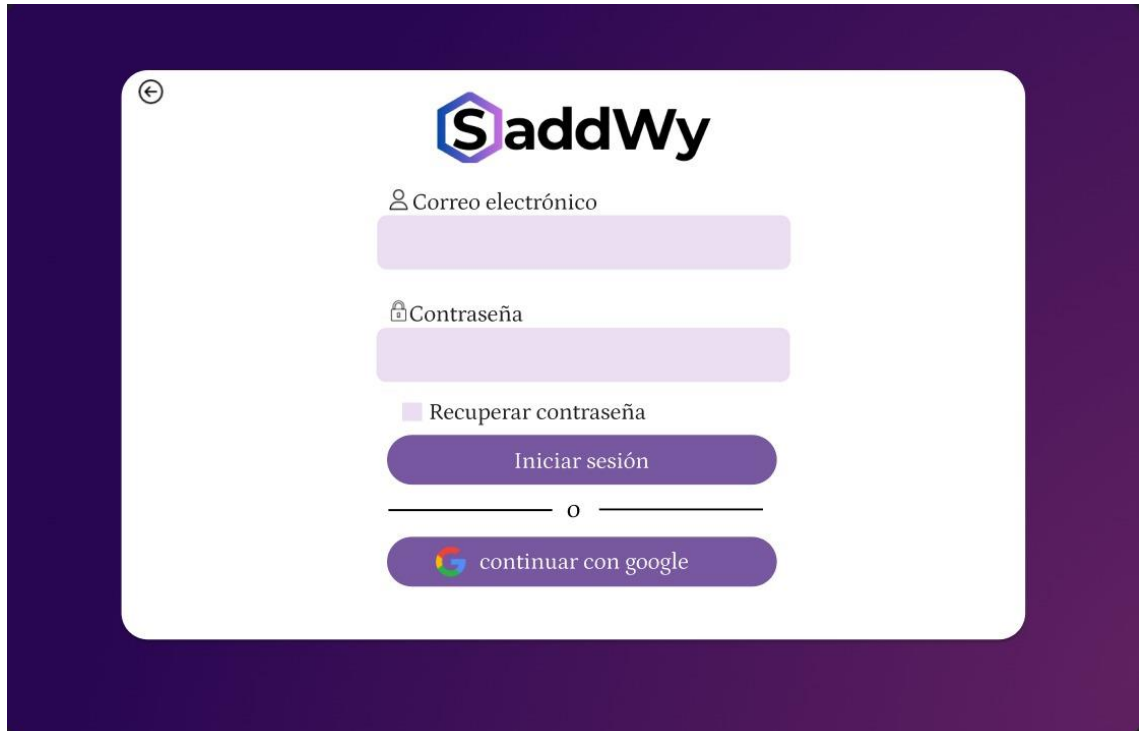 SaddWy
Correo electrónico
Contraseña
Recuperar contraseña
Iniciar sesión
o
continuar con google